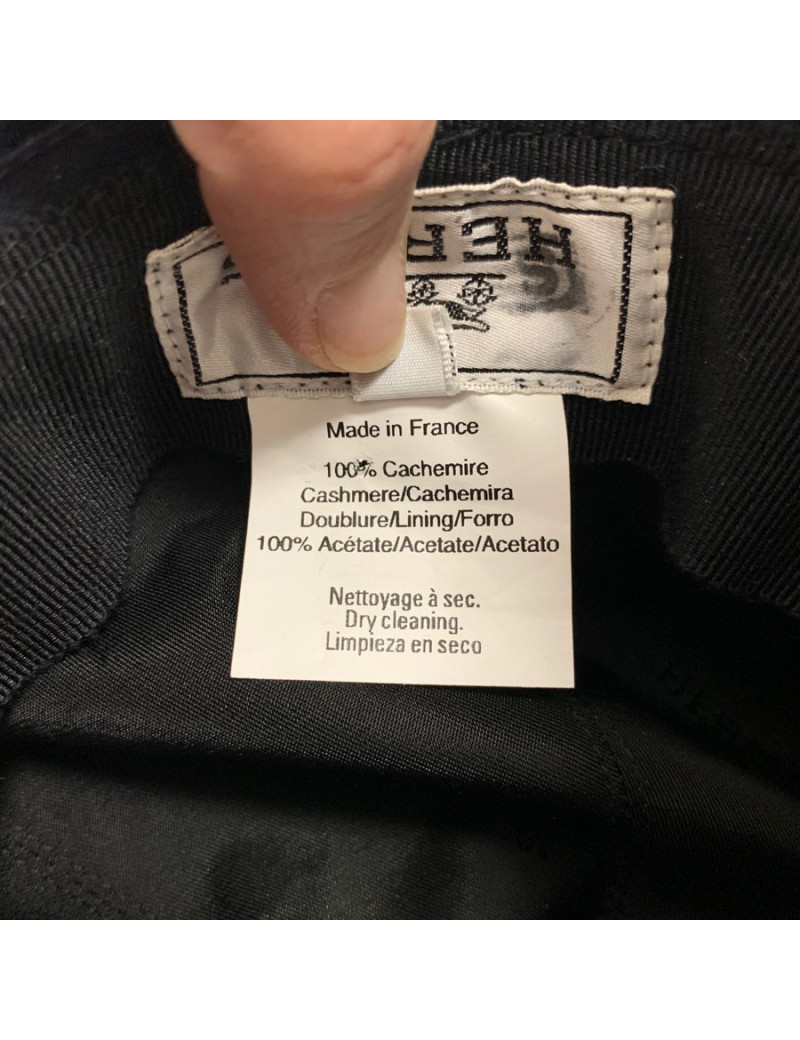 HER
Made in France
100% Cachemire
Cashmere/Cachemira
Doublure/Lining/Forro
100% Acétate/Acetate/Acetato
Nettoyage à sec.
Dry cleaning.
Limpieza en seco